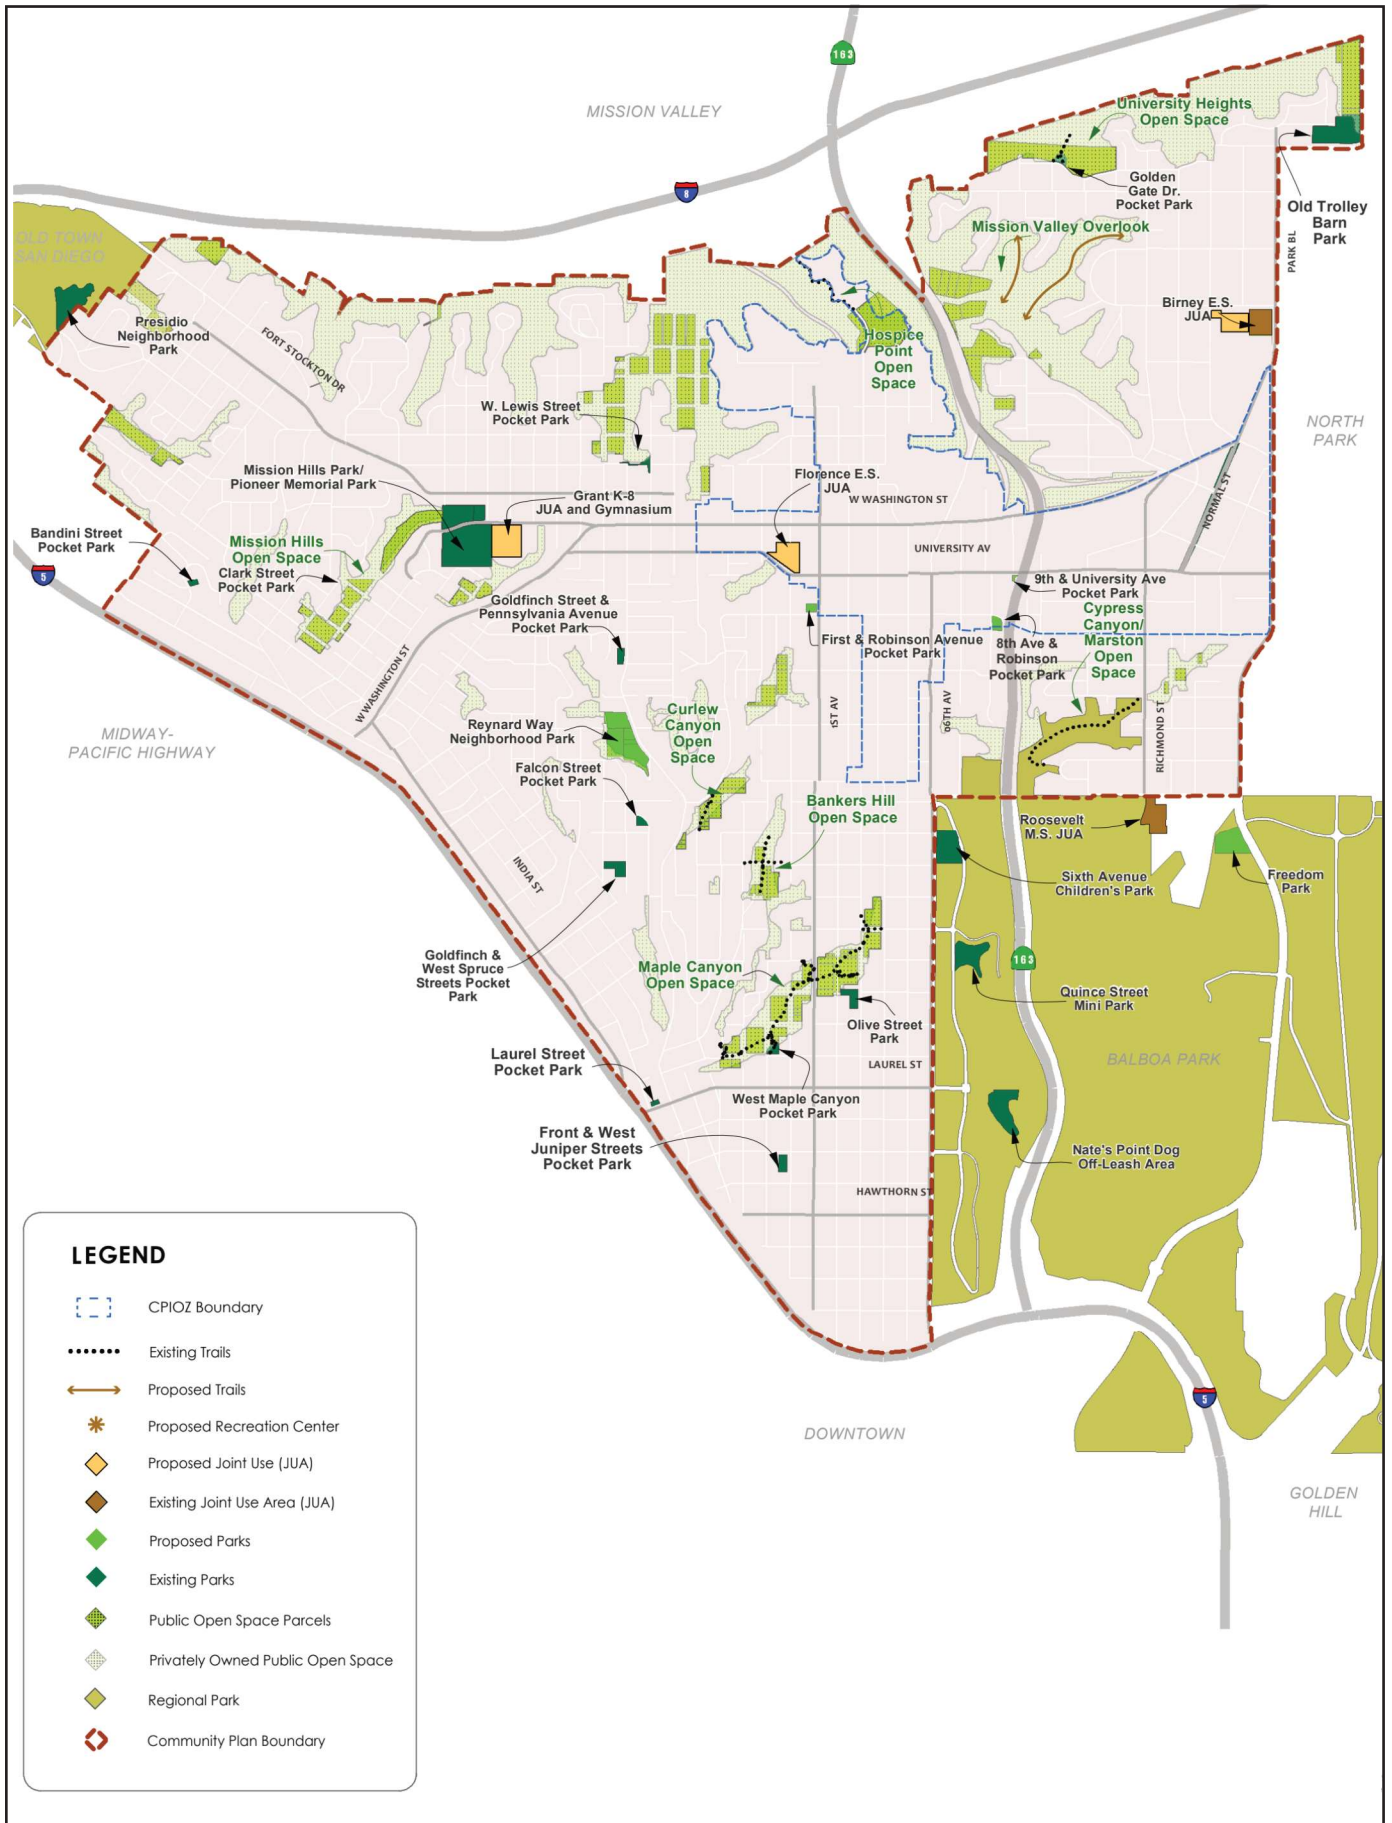 163
MISSION VALLEY
University Heights
Open Space
8
Golden
Gate Dr.
Pocket Park
Old Trolley
Barn
Park
OLD TOWN
SAN DIEGO
Mission Valley Overlook
PARK BL
Birney E.S.
JUA
Presidio
Neighborhood
Park
FORT STOCKTON DR
Hospice
Point
Open
Space
W. Lewis Street
Pocket Park
NORTH
PARK
Mission Hills Park/
Pioneer Memorial Park
Florence E.S.
JUA
Grant K-8
JUA and Gymnasium
W WASHINGTON ST
NORMAL ST
Bandini Street
Pocket Park
Mission Hills
Open Space
UNIVERSITY AV
5
Clark Street
Pocket Park
9th & University Ave
Pocket Park
Goldfinch Street &
Pennsylvania Avenue
Pocket Park
Cypress
Canyon/
Marston
Open
Space
First & Robinson Avenue
Pocket Park
8th Ave &
Robinson
Pocket Park
W WASHINGTON ST
1ST AV
06TH AV
RICHMOND ST
Curlew
Canyon
Open
Space
Reynard Way
Neighborhood Park
MIDWAY-
PACIFIC HIGHWAY
Falcon Street
Pocket Park
Bankers Hill
Open Space
Roosevelt
M.S. JUA
INDIA ST
Sixth Avenue
Children's Park
Freedom
Park
Goldfinch &
West Spruce
Streets Pocket
Park
Maple Canyon
Open Space
163
Quince Street
Mini Park
Olive Street
Park
Laurel Street
Pocket Park
LAUREL ST
BALBOA PARK
West Maple Canyon
Pocket Park
Front & West
Juniper Streets
Pocket Park
Nate's Point Dog
Off-Leash Area
HAWTHORN ST
5
DOWNTOWN
GOLDEN
HILL
LEGEND
CPIOZ Boundary
Existing Trails
Proposed Trails
Proposed Recreation Center
Proposed Joint Use (JUA)
Existing Joint Use Area (JUA)
Proposed Parks
Existing Parks
Public Open Space Parcels
Privately Owned Public Open Space
Regional Park
Community Plan Boundary